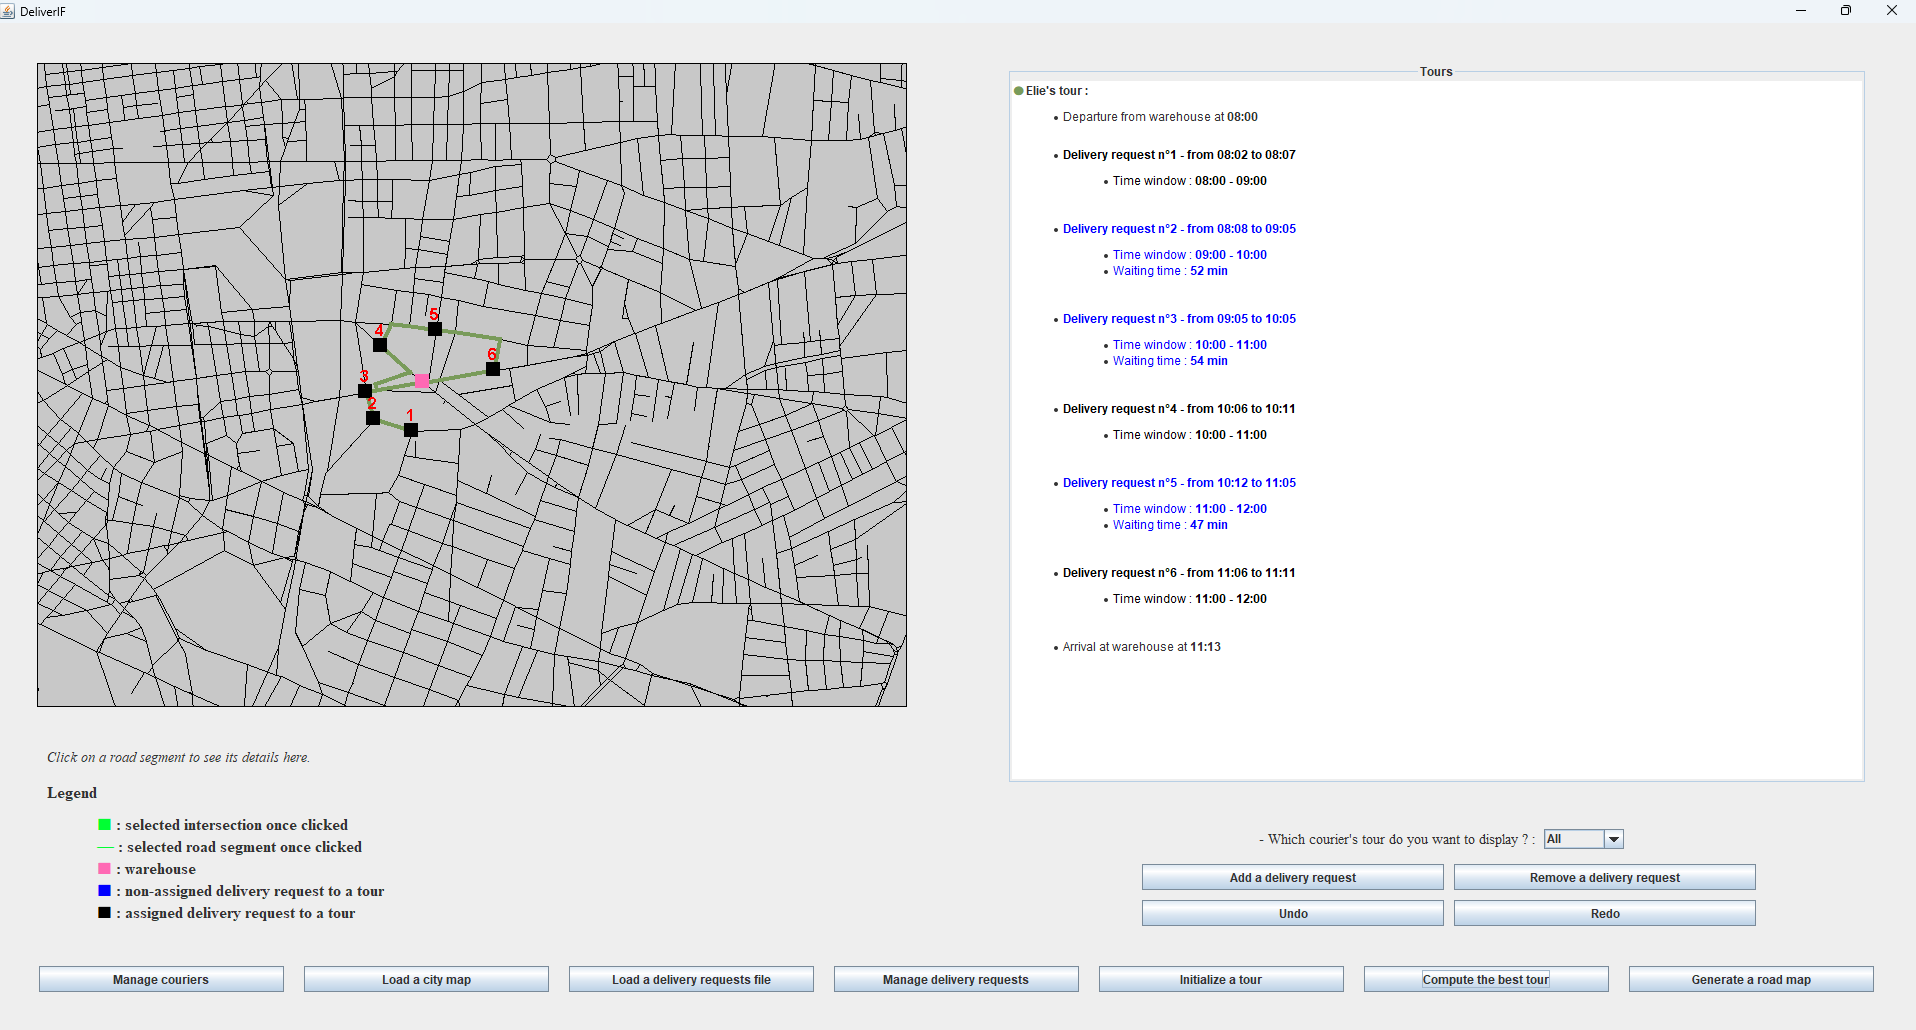 DeliverIF
4
5
6
3
2
1
Click on a road segment to see its details here.
Legend
: selected intersection once clicked
: selected road segment once clicked
: warehouse
: non-assigned delivery request to a tour
: assigned delivery request to a tour
Tours
Elie's tour :
• Departure from warehouse at 08:00
• Delivery request n°1 - from 08:02 to 08:07
• Time window : 08:00 - 09:00
• Delivery request n°2 - from 08:08 to 09:05
• Time window : 09:00 - 10:00
• Waiting time : 52 min
• Delivery request n°3 - from 09:05 to 10:05
• Time window : 10:00 - 11:00
• Waiting time : 54 min
• Delivery request n°4 - from 10:06 to 10:11
• Time window : 10:00 - 11:00
• Delivery request n°5 - from 10:12 to 11:05
• Time window : 11:00 - 12:00
• Waiting time : 47 min
• Delivery request n°6 - from 11:06 to 11:11
• Time window : 11:00 - 12:00
• Arrival at warehouse at 11:13
- Which courier's tour do you want to display ? : All
Add a delivery request
Remove a delivery request
Undo
Redo
Manage couriers
Load a city map
Load a delivery requests file
Manage delivery requests
Initialize a tour
Compute the best tour
Generate a road map